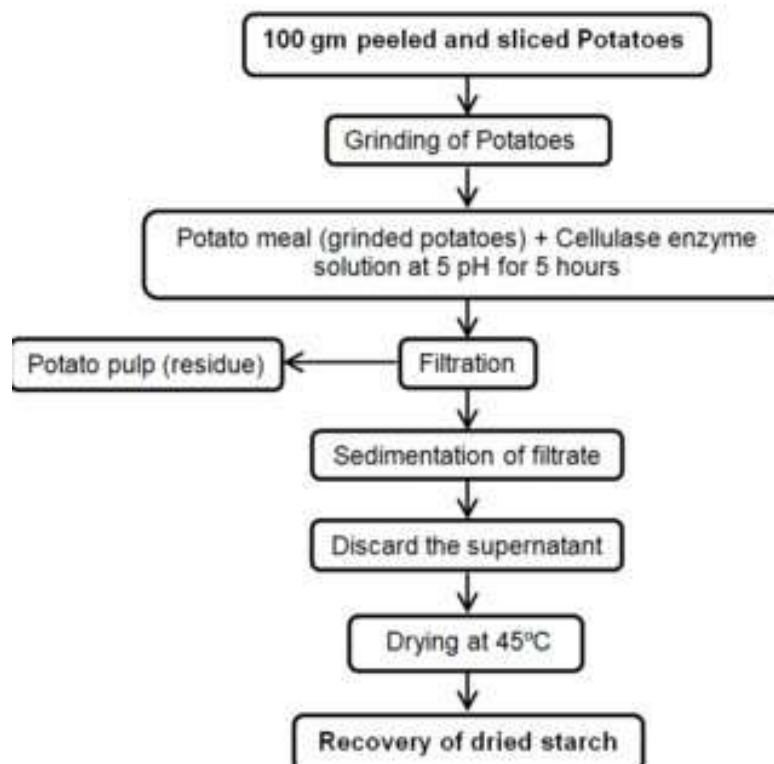 100 gm peeled and sliced Potatoes
Grinding of Potatoes
Potato meal (grinded potatoes) + Cellulase enzyme
solution at 5 pH for 5 hours
Potato pulp (residue)
Filtration
Sedimentation of filtrate
Discard the supernatant
Drying at 45ºC
Recovery of dried starch